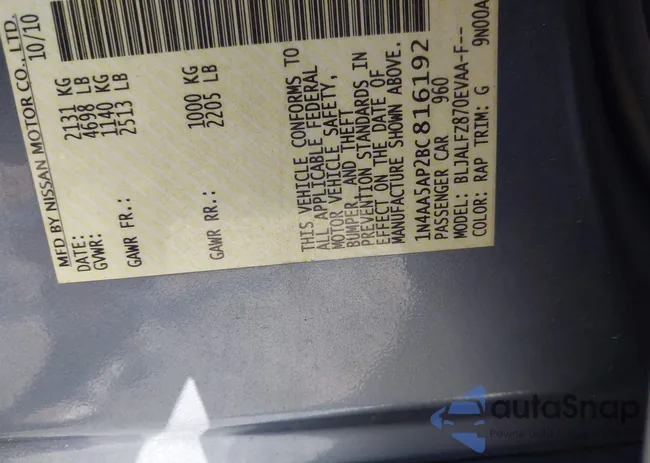 MFD BY NISSAN MOTOR CO., LTD.
DATE: 10/10
GVWR: 2131 KG
4698 LB
GAWR FR.: 1140 KG
2513 LB
GAWR RR.: 1000 KG
2205 LB
THIS VEHICLE CONFORMS TO
ALL APPLICABLE FEDERAL
MOTOR VEHICLE SAFETY,
BUMPER, AND THEFT
PREVENTION STANDARDS IN
EFFECT ON THE DATE OF
MANUFACTURE SHOWN ABOVE.
1N4AA5AP2BC816192
PASSENGER CAR 960
MODEL: BLJALFZ870EVAA-F--
COLOR: RAP TRIM: G 9N00A
autoSnap